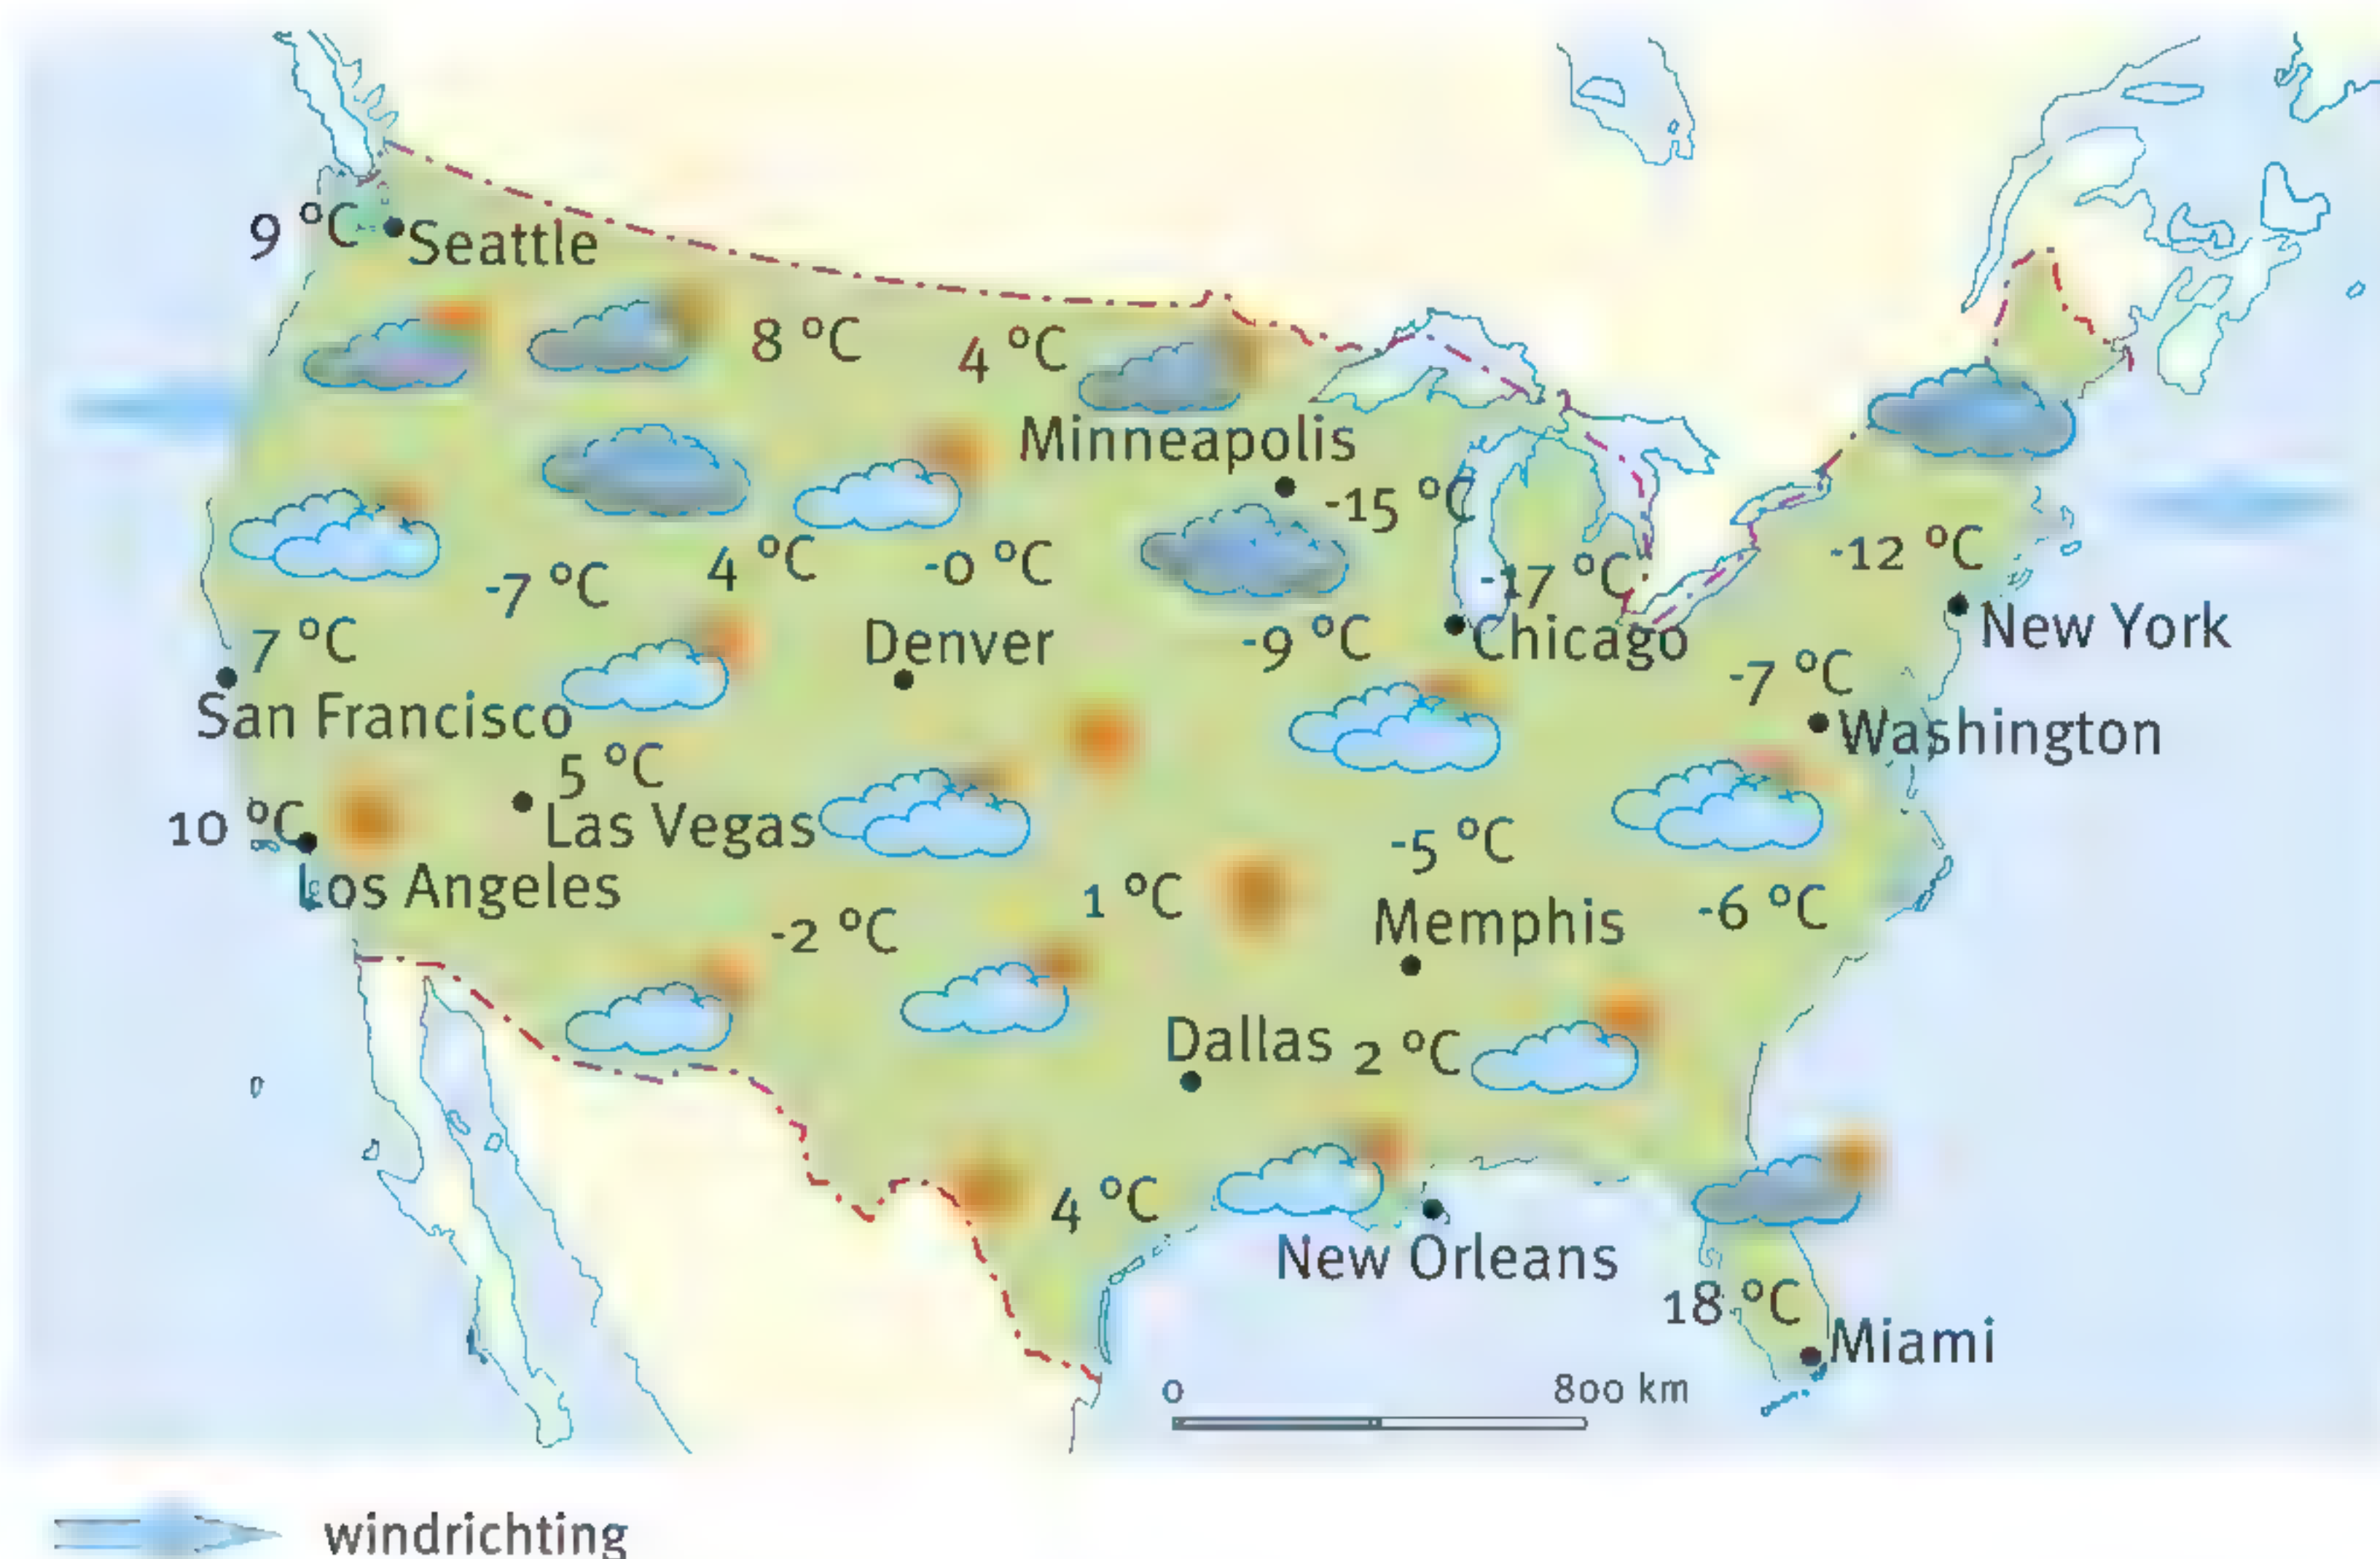 9 °C
Seattle
8 °C
4 °C
Minneapolis
-15 °C
-7 °C
4 °C
-0 °C
-12 °C
-17 °C
7 °C
Denver
-9 °C
Chicago
New York
San Francisco
-7 °C
Washington
5 °C
10 °C
Las Vegas
Los Angeles
-5 °C
1 °C
Memphis
-6 °C
-2 °C
Dallas
2 °C
4 °C
New Orleans
18 °C
Miami
0
800 km
windrichting